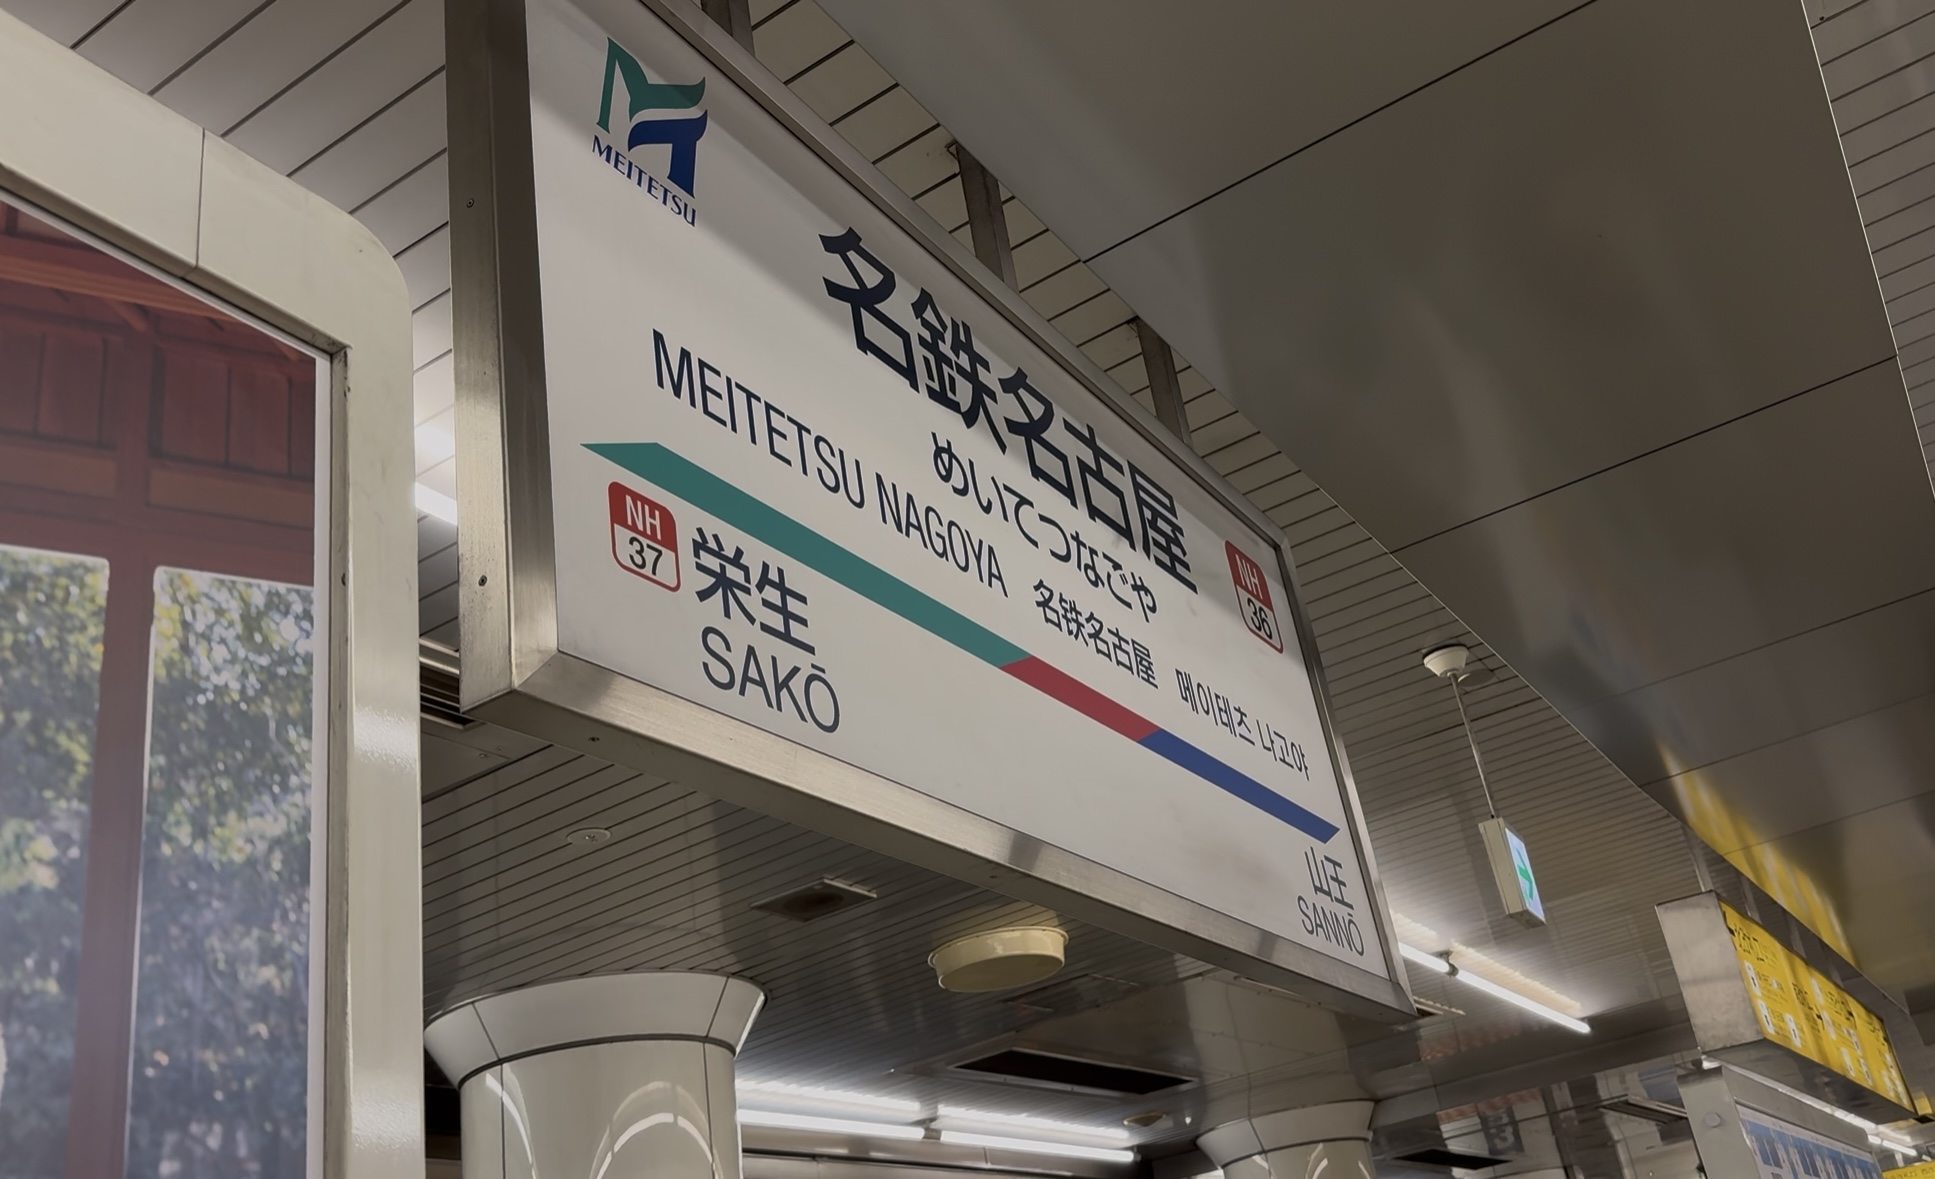 MEITETSU
名鉄名古屋
めいてつなごや
MEITETSU NAGOYA
名铁名古屋 메이테츠 나고야
NH
36
NH
37
栄生
SAKŌ
山王
SANNŌ